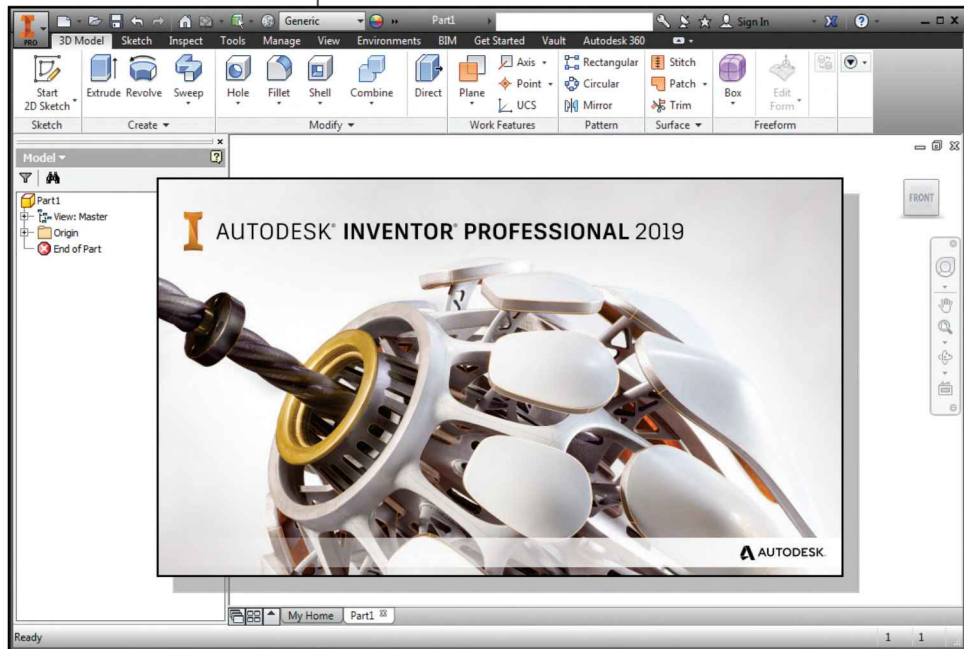 PRO
Generic
Part1
Sign In
3D Model Sketch Inspect Tools Manage View Environments BIM Get Started Vault Autodesk 360
Start
2D Sketch
Extrude Revolve Sweep
Hole Fillet Shell Combine
Direct
Plane
Axis
Point
UCS
Rectangular
Circular
Mirror
Stitch
Patch
Trim
Box
Edit
Form
Sketch Create Modify Work Features Pattern Surface Freeform
Model
Part1
View: Master
Origin
End of Part
FRONT
AUTODESK® INVENTOR® PROFESSIONAL 2019
AUTODESK.
My Home Part1
Ready 1 1